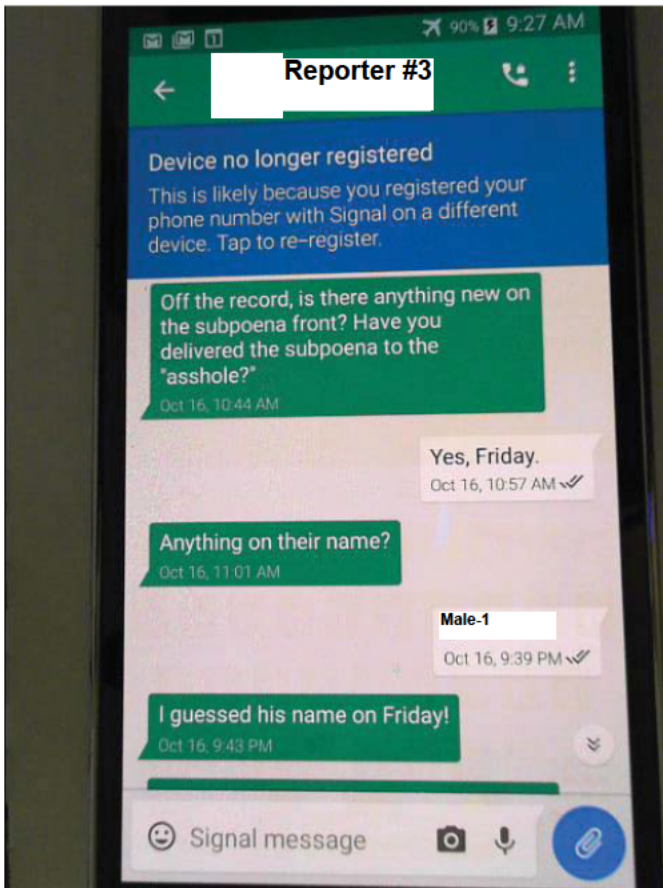 90% 9:27 AM
Reporter #3
Device no longer registered
This is likely because you registered your
phone number with Signal on a different
device. Tap to re-register.
Off the record, is there anything new on
the subpoena front? Have you
delivered the subpoena to the
"asshole?"
Oct 16, 10:44 AM
Yes, Friday.
Oct 16, 10:57 AM
Anything on their name?
Oct 16, 11:01 AM
Male-1
Oct 16, 9:39 PM
I guessed his name on Friday!
Oct 16, 9:43 PM
Signal message